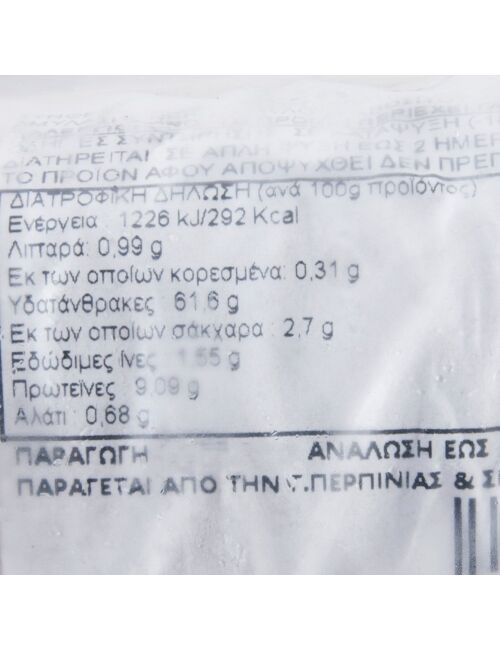 ΔΙΑΤΗΡΕΙΤΑΙ ΣΕ ΑΠΛΗ ΨΥΞΗ ΕΩΣ 2 ΗΜΕΡ
ΤΟ ΠΡΟΙΟΝ ΑΦΟΥ ΑΠΟΨΥΧΘΕΙ ΔΕΝ ΠΡΕΠ
ΔΙΑΤΡΟΦΙΚΗ ΔΗΛΩΣΗ (ανά 100g προϊόντος)
Ενέργεια 1226 kJ/292 Kcal
Λιπαρά: 0,99 g
Εκ των οποίων κορεσμένα: 0,31 g
Υδατάνθρακες 61,6 g
Εκ των οποίων σάκχαρα : 2,7 g
Εδώδιμες ίνες 1.55 g
Πρωτεΐνες 9.09 g
Αλάτι 0,68 g
ΠΑΡΑΓΩΓΗ ΑΝΑΛΩΣΗ ΕΩΣ
ΠΑΡΑΓΕΤΑΙ ΑΠΟ ΤΗΝ Γ.ΠΕΡΠΙΝΙΑΣ & ΣΙ